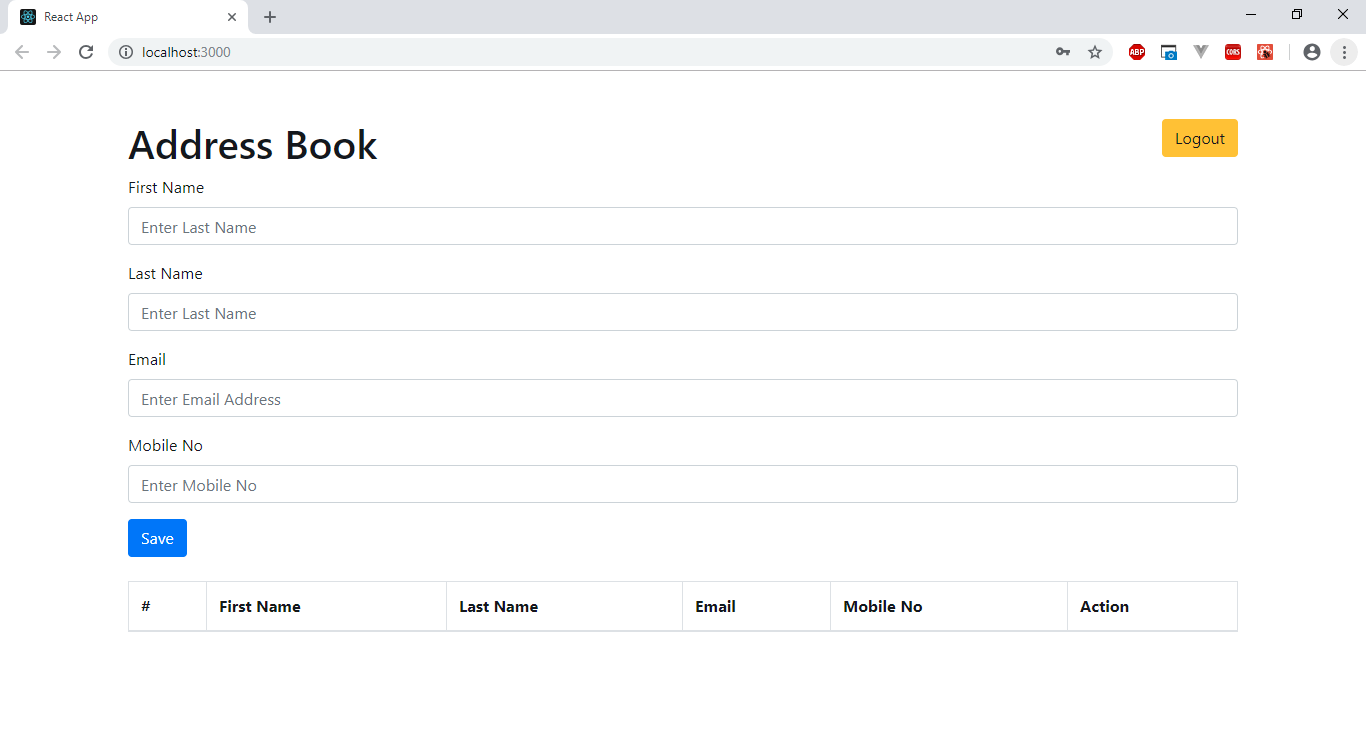 React App
localhost:3000
ABP
CORS
Address Book
Logout
First Name
Enter Last Name
Last Name
Enter Last Name
Email
Enter Email Address
Mobile No
Enter Mobile No
Save
# First Name Last Name Email Mobile No Action